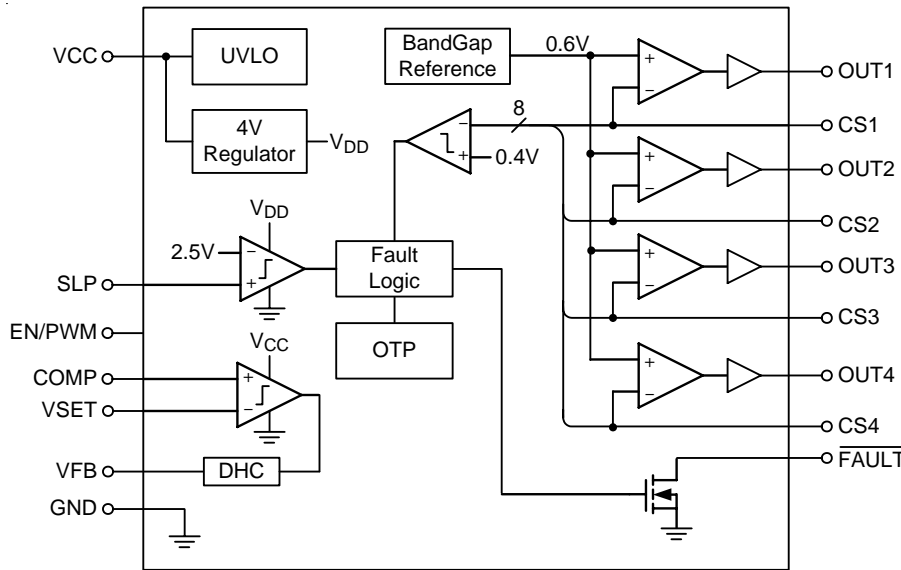 VCC
UVLO
BandGap
Reference
0.6V
+
−
OUT1
4V
Regulator
VDD
8
−
+
0.4V
CS1
+
−
OUT2
CS2
VDD
2.5V
−
+
SLP
Fault
Logic
+
−
OUT3
CS3
EN/PWM
OTP
VCC
COMP
+
VSET
−
+
−
OUT4
CS4
VFB
DHC
FAULT
GND